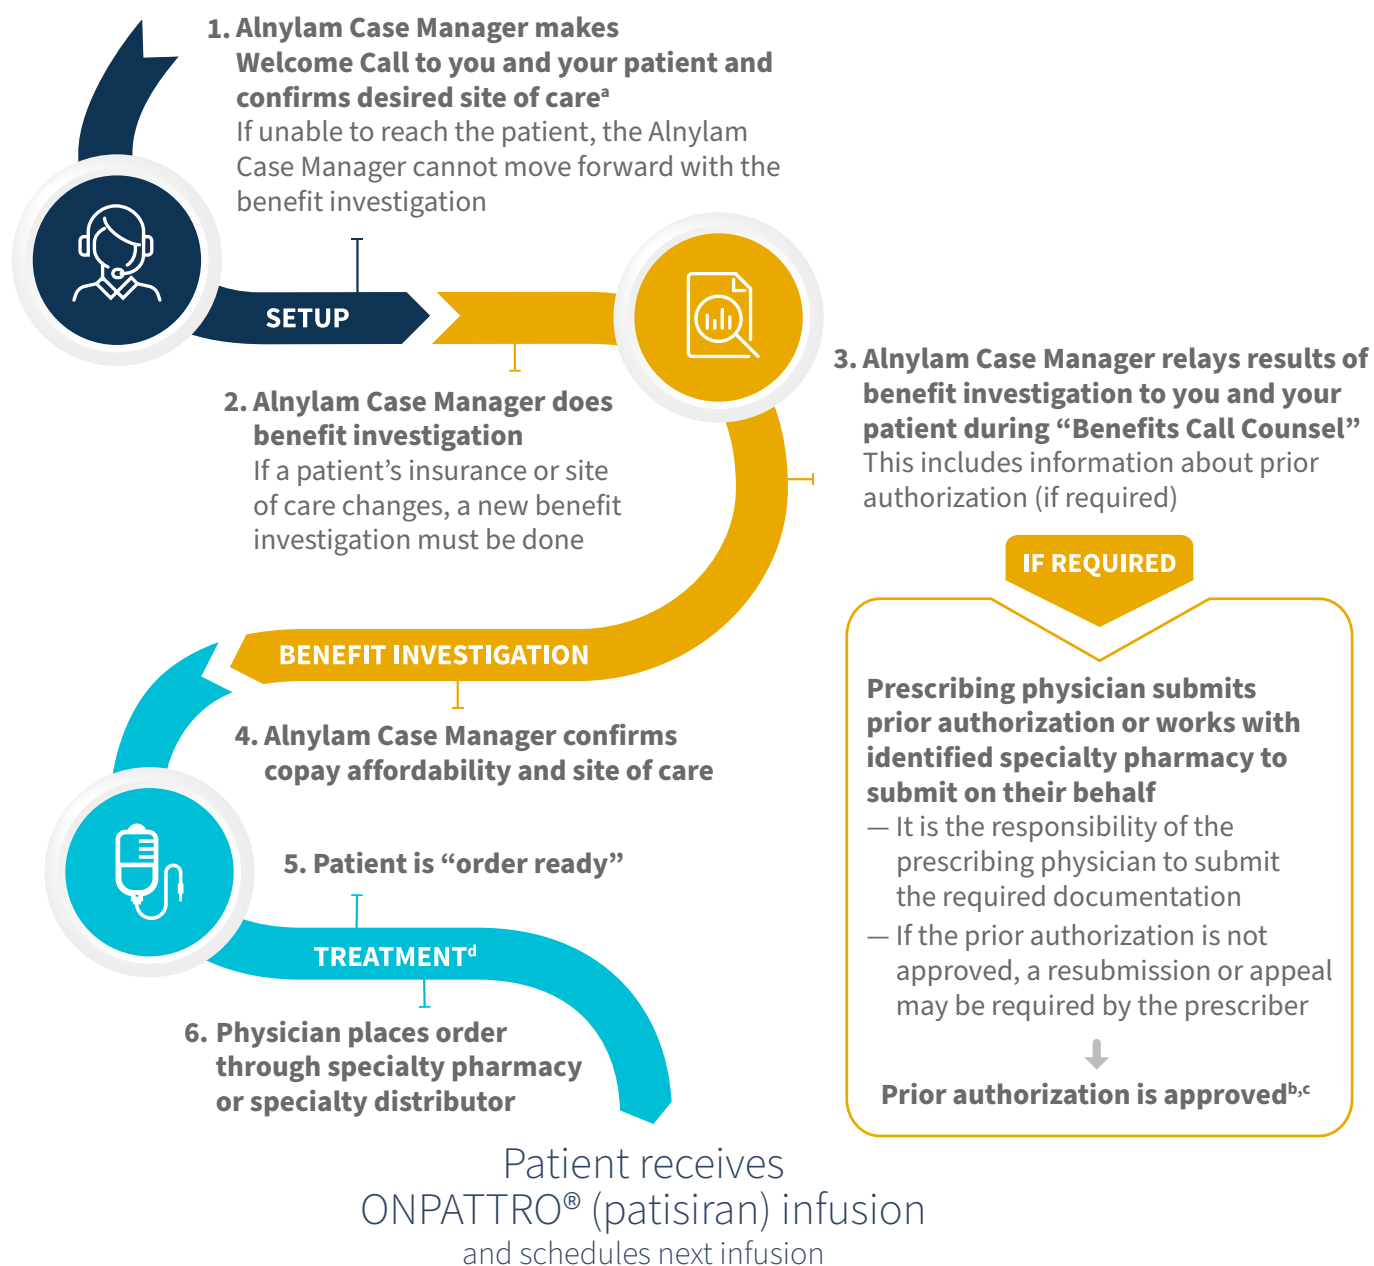 1. Alnylam Case Manager makes
Welcome Call to you and your patient and
confirms desired site of careᵃ
If unable to reach the patient, the Alnylam
Case Manager cannot move forward with the
benefit investigation
SETUP
2. Alnylam Case Manager does
benefit investigation
If a patient’s insurance or site
of care changes, a new benefit
investigation must be done
3. Alnylam Case Manager relays results of
benefit investigation to you and your
patient during “Benefits Call Counsel”
This includes information about prior
authorization (if required)
IF REQUIRED
Prescribing physician submits
prior authorization or works with
identified specialty pharmacy to
submit on their behalf
— It is the responsibility of the
prescribing physician to submit
the required documentation
— If the prior authorization is not
approved, a resubmission or appeal
may be required by the prescriber
Prior authorization is approvedᵇ,ᶜ
BENEFIT INVESTIGATION
4. Alnylam Case Manager confirms
copay affordability and site of care
5. Patient is “order ready”
TREATMENTᵈ
6. Physician places order
through specialty pharmacy
or specialty distributor
Patient receives
ONPATTRO® (patisiran) infusion
and schedules next infusion